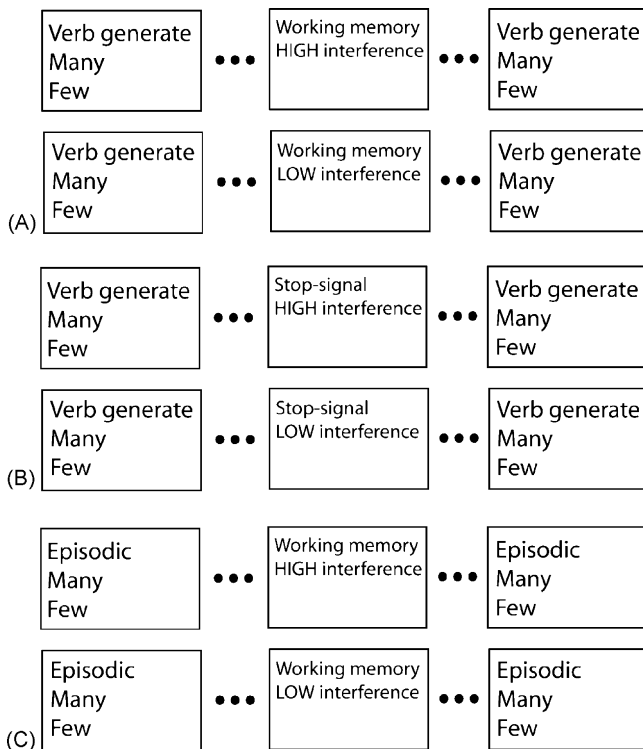 Verb generate
Many
Few
Working memory
HIGH interference
Verb generate
Many
Few
Verb generate
Many
Few
Working memory
LOW interference
Verb generate
Many
Few
(A)
Verb generate
Many
Few
Stop-signal
HIGH interference
Verb generate
Many
Few
Verb generate
Many
Few
Stop-signal
LOW interference
Verb generate
Many
Few
(B)
Episodic
Many
Few
Working memory
HIGH interference
Episodic
Many
Few
Episodic
Many
Few
Working memory
LOW interference
Episodic
Many
Few
(C)